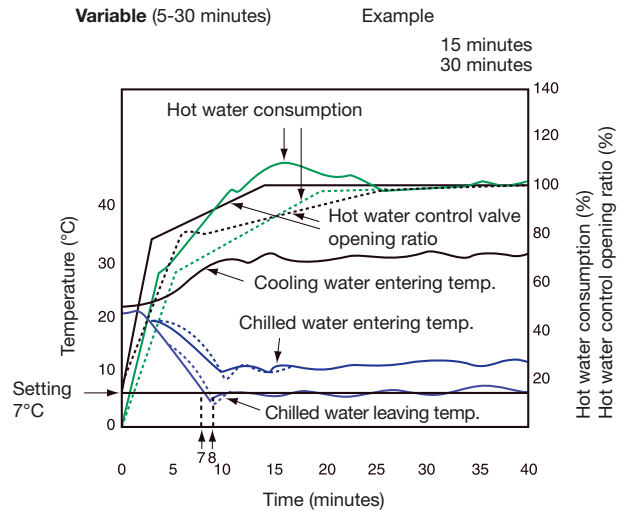 Variable (5-30 minutes)
Example
15 minutes
30 minutes
Hot water consumption
Hot water control valve
opening ratio
Cooling water entering temp.
Chilled water entering temp.
Chilled water leaving temp.
Temperature (°C)
40
30
20
10
0
Setting
7°C
140
120
100
80
60
40
20
Hot water consumption (%)
Hot water control opening ratio (%)
7 8
0 5 10 15 20 25 30 35 40
Time (minutes)